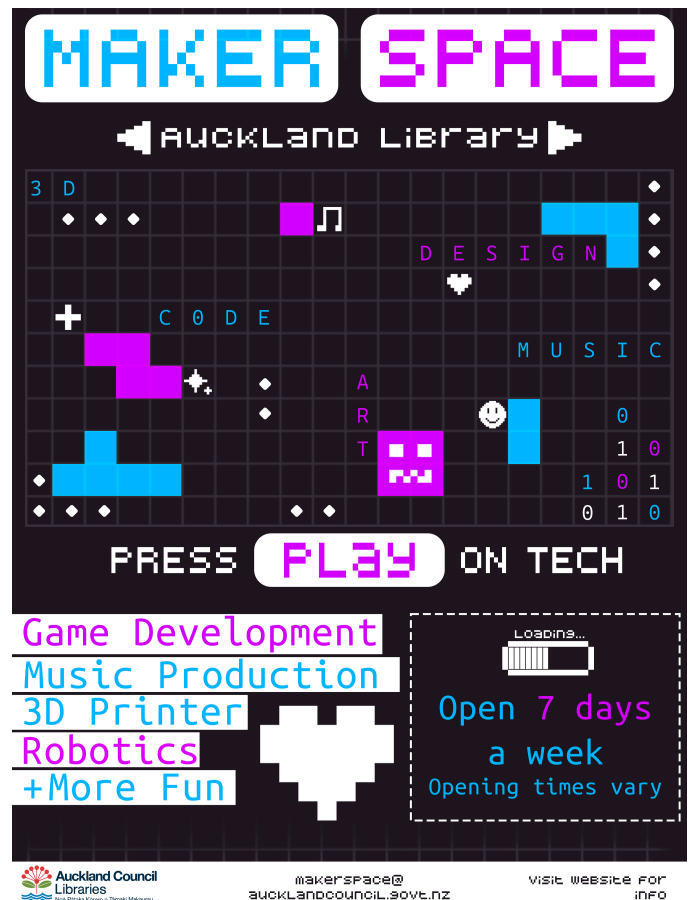 MAKER SPACE
AUCKLAND LIBRARY
3 D
DESIGN
C0DE
MUSIC
ART
0
1 0
1 0 1
0 1 0
PRESS PLAY ON TECH
Game Development
Music Production
3D Printer
Robotics
+More Fun
Loading...
Open 7 days
a week
Opening times vary
Auckland Council
Libraries
makerspace@
aucklandcouncil.govt.nz
visit website for
info